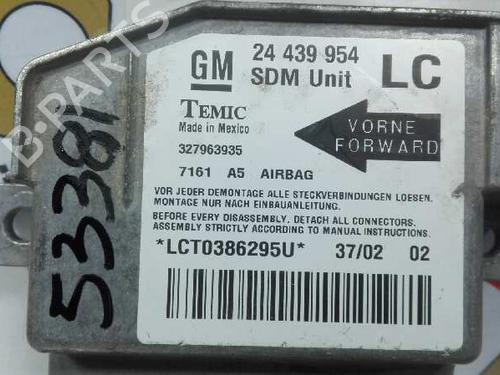 GM 24 439 954 LC
SDM Unit
TEMIC
Made in Mexico
VORNE
FORWARD
327963935
7161 A5 AIRBAG
VOR JEDER DEMONTAGE ALLE STECKVERBINDUNGEN LOESEN.
MONTAGE NUR NACH EINBAUANLEITUNG.
BEFORE EVERY DISASSEMBLY, DETACH ALL CONNECTORS.
ASSEMBLY STRICTLY ACCORDING TO MANUAL INSTRUCTIONS.
*LCT0386295U* 37/02 02
53381
B-PARTS